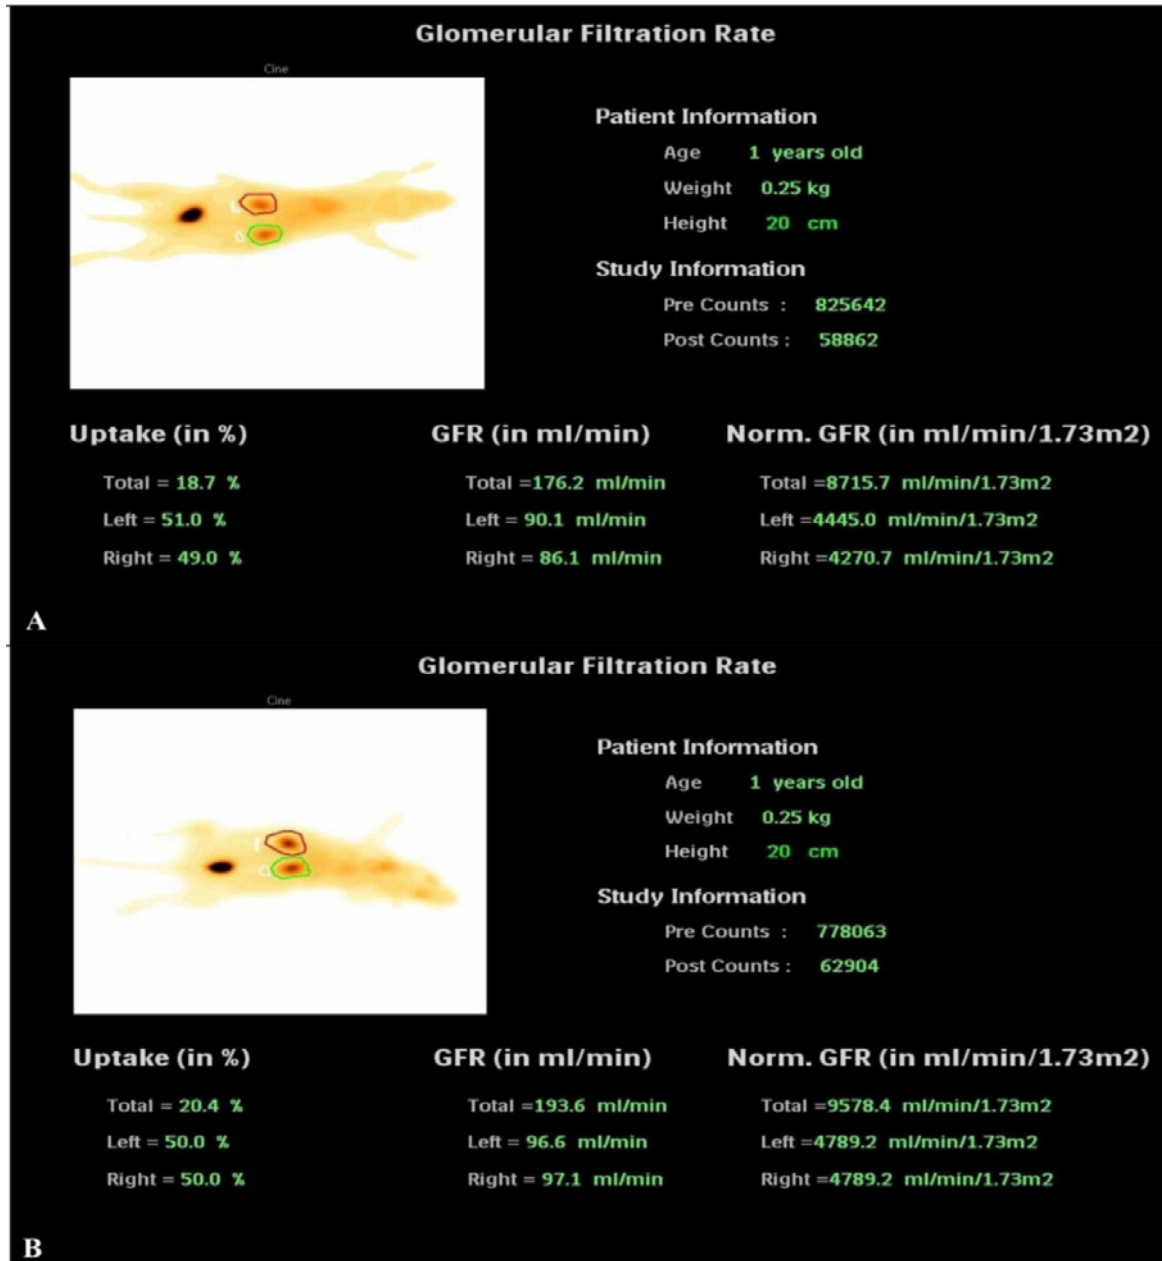 Glomerular Filtration Rate
Cine
Patient Information
Age 1 years old
Weight 0.25 kg
Height 20 cm
Study Information
Pre Counts : 825642
Post Counts : 58862
Uptake (in %) GFR (in ml/min) Norm. GFR (in ml/min/1.73m2)
Total = 18.7 % Total =176.2 ml/min Total =8715.7 ml/min/1.73m2
Left = 51.0 % Left = 90.1 ml/min Left =4445.0 ml/min/1.73m2
Right = 49.0 % Right = 86.1 ml/min Right =4270.7 ml/min/1.73m2
A
Glomerular Filtration Rate
Cine
Patient Information
Age 1 years old
Weight 0.25 kg
Height 20 cm
Study Information
Pre Counts : 778063
Post Counts : 62904
Uptake (in %) GFR (in ml/min) Norm. GFR (in ml/min/1.73m2)
Total = 20.4 % Total =193.6 ml/min Total =9578.4 ml/min/1.73m2
Left = 50.0 % Left = 96.6 ml/min Left =4789.2 ml/min/1.73m2
Right = 50.0 % Right = 97.1 ml/min Right =4789.2 ml/min/1.73m2
B